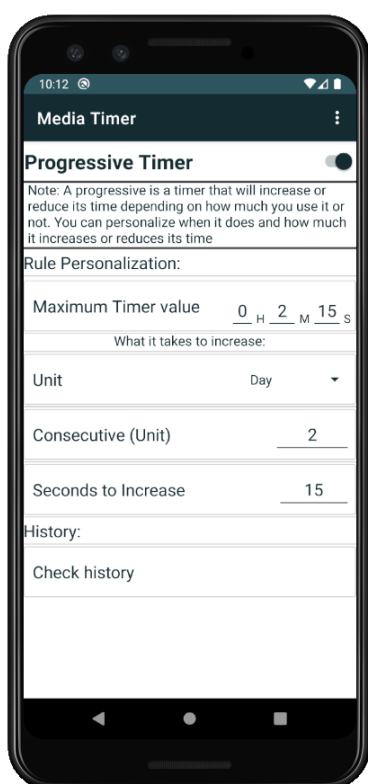 10:12
Media Timer
Progressive Timer
Note: A progressive is a timer that will increase or
reduce its time depending on how much you use it or
not. You can personalize when it does and how much
it increases or reduces its time
Rule Personalization:
Maximum Timer value 0 H 2 M 15 S
What it takes to increase:
Unit Day
Consecutive (Unit) 2
Seconds to Increase 15
History:
Check history